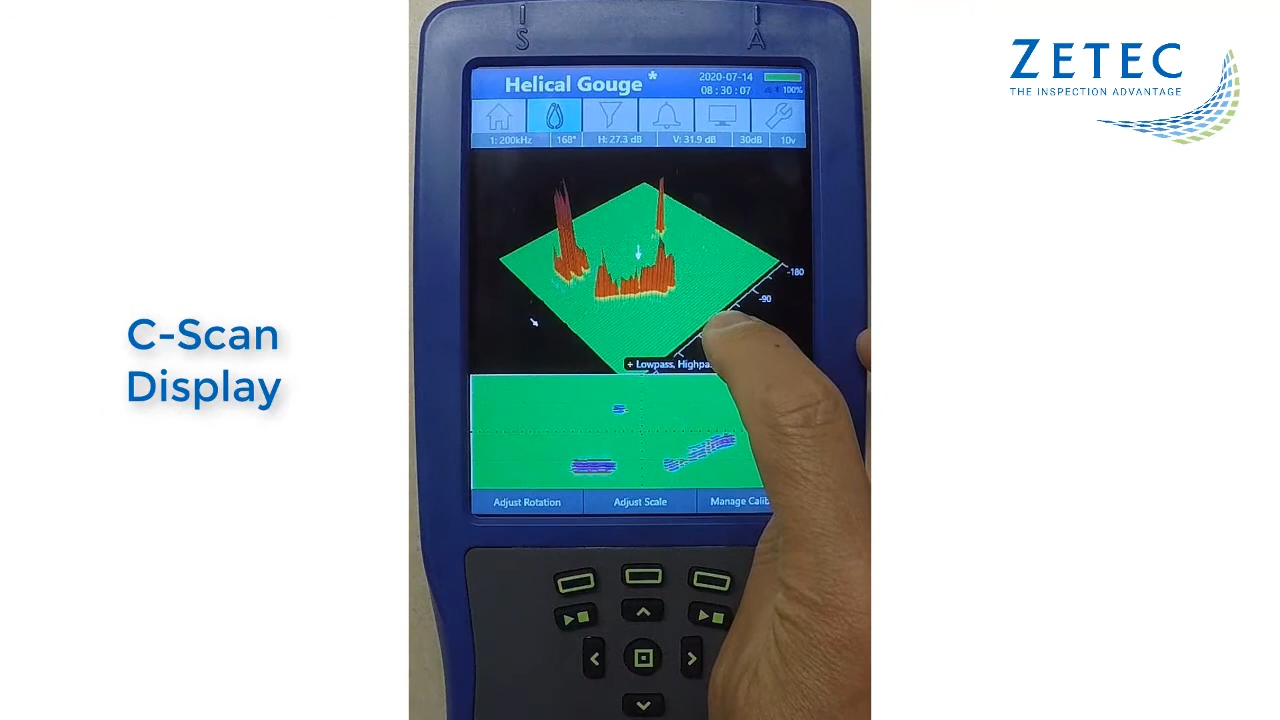 S
A
ZETEC
THE INSPECTION ADVANTAGE
Helical Gouge*
2020-07-14
08 : 30 : 07
100%
1: 200kHz 168° H: 27.3 dB V: 31.9 dB 30dB 10v
-180
-90
C-Scan
Display
+ Lowpass, Highpa
Adjust Rotation Adjust Scale Manage Calib